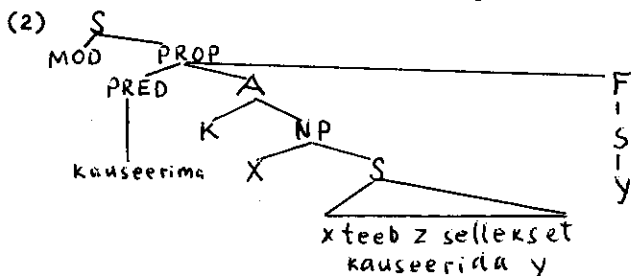 (2) S
MOD PROP
PRED A F
K NP S
kauseerima X S Y
x teeb z sellekset
kauseerida y